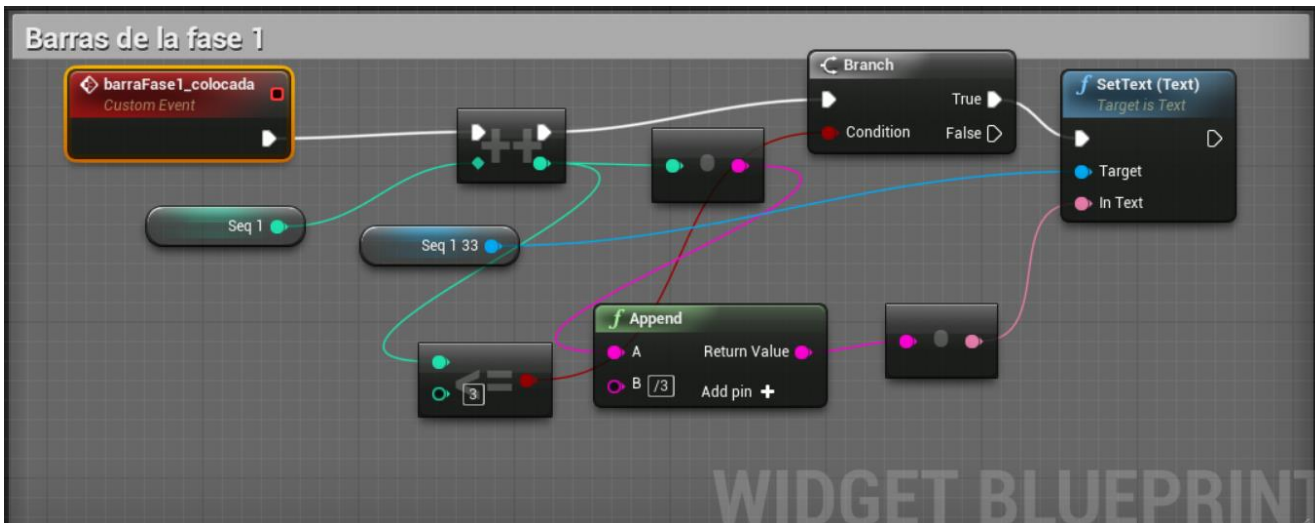 Barras de la fase 1
barraFase1_colocada
Custom Event
++
Seq 1
Seq 1 33
Branch
True
Condition
False
f SetText (Text)
Target is Text
Target
In Text
<=
3
f Append
A
Return Value
B /3
Add pin +
WIDGET BLUEPRINT